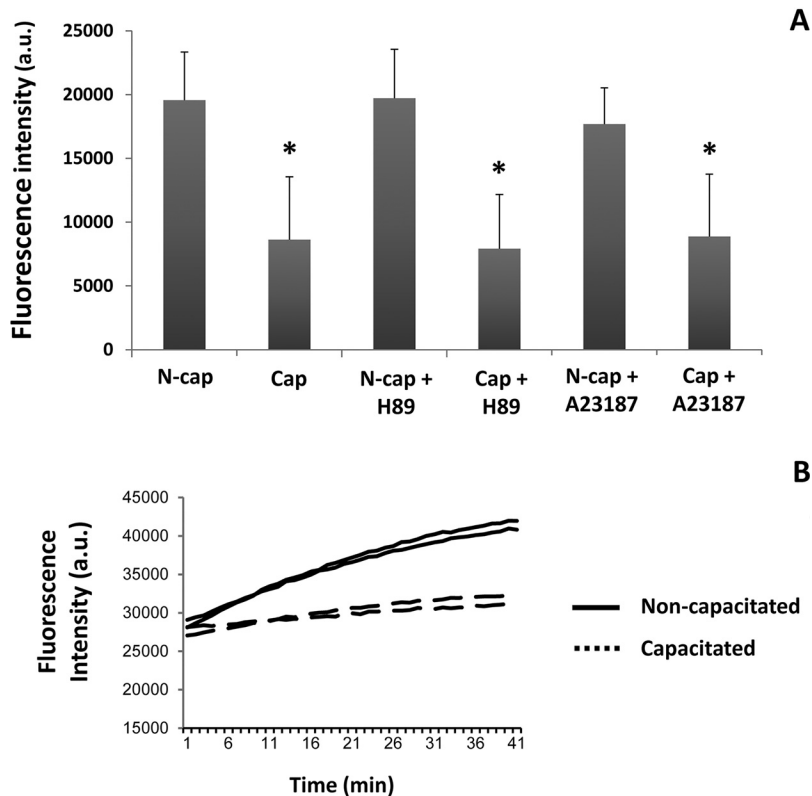 A
Fluorescence intensity (a.u.)
25000
20000
15000
10000
5000
0
*
*
*
N-cap
Cap
N-cap +
H89
Cap +
H89
N-cap +
A23187
Cap +
A23187
B
Fluorescence
Intensity (a.u.)
45000
40000
35000
30000
25000
20000
15000
1 6 11 16 21 26 31 36 41
Time (min)
Non-capacitated
Capacitated